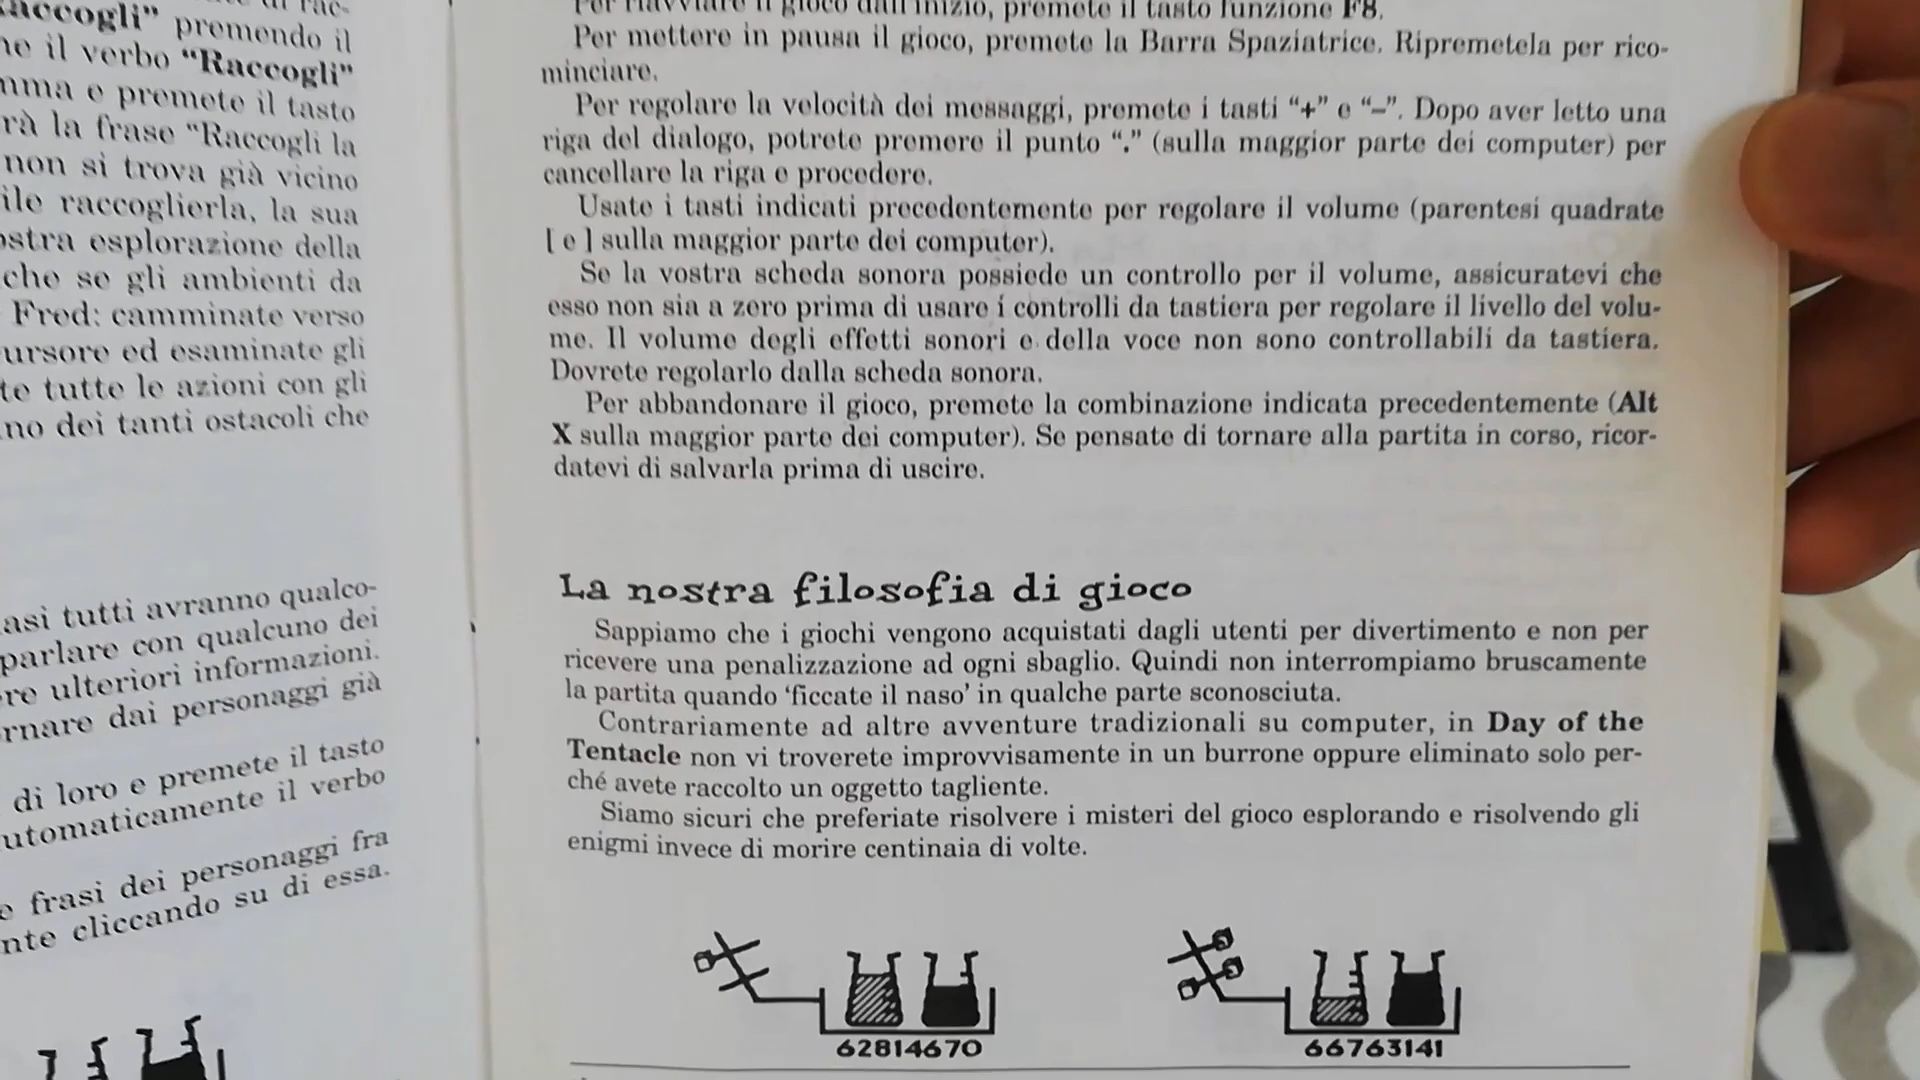 accogli" premendo il
il verbo "Raccogli"
e premete il tasto
la frase "Raccogli la
non si trova già vicino
raccoglierla, la sua
esplorazione della
che se gli ambienti da
Fred: camminate verso
ed esaminate gli
tutte le azioni con gli
dei tanti ostacoli che
tutti avranno qualco-
parlare con qualcuno dei
ulteriori informazioni.
dai personaggi già
di loro e premete il tasto
utomaticamente il verbo
frasi dei personaggi fra
cliccando su di essa.
Per riavviare il gioco dall'inizio, premete il tasto funzione F8.
Per mettere in pausa il gioco, premete la Barra Spaziatrice. Ripremetela per rico-
minciare.
Per regolare la velocità dei messaggi, premete i tasti "+" e "–". Dopo aver letto una
riga del dialogo, potrete premere il punto "." (sulla maggior parte dei computer) per
cancellare la riga e procedere.
Usate i tasti indicati precedentemente per regolare il volume (parentesi quadrate
[ e ] sulla maggior parte dei computer).
Se la vostra scheda sonora possiede un controllo per il volume, assicuratevi che
esso non sia a zero prima di usare i controlli da tastiera per regolare il livello del volu-
me. Il volume degli effetti sonori e della voce non sono controllabili da tastiera.
Dovrete regolarlo dalla scheda sonora.
Per abbandonare il gioco, premete la combinazione indicata precedentemente (Alt
X sulla maggior parte dei computer). Se pensate di tornare alla partita in corso, ricor-
datevi di salvarla prima di uscire.
La nostra filosofia di gioco
Sappiamo che i giochi vengono acquistati dagli utenti per divertimento e non per
ricevere una penalizzazione ad ogni sbaglio. Quindi non interrompiamo bruscamente
la partita quando 'ficcate il naso' in qualche parte sconosciuta.
Contrariamente ad altre avventure tradizionali su computer, in Day of the
Tentacle non vi troverete improvvisamente in un burrone oppure eliminato solo per-
ché avete raccolto un oggetto tagliente.
Siamo sicuri che preferiate risolvere i misteri del gioco esplorando e risolvendo gli
enigmi invece di morire centinaia di volte.
62814670 66763141